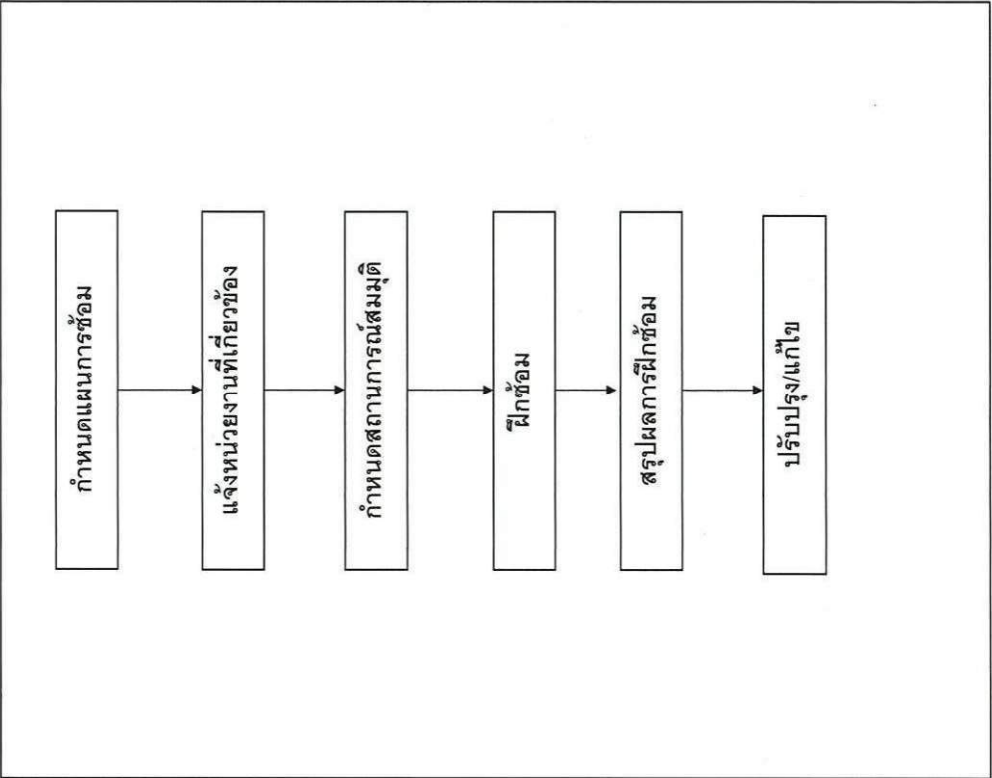 กำหนดแผนการซ้อม
แจ้งหน่วยงานที่เกี่ยวข้อง
กำหนดสถานการณ์สมมุติ
ฝึกซ้อม
สรุปผลการฝึกซ้อม
ปรับปรุง/แก้ไข